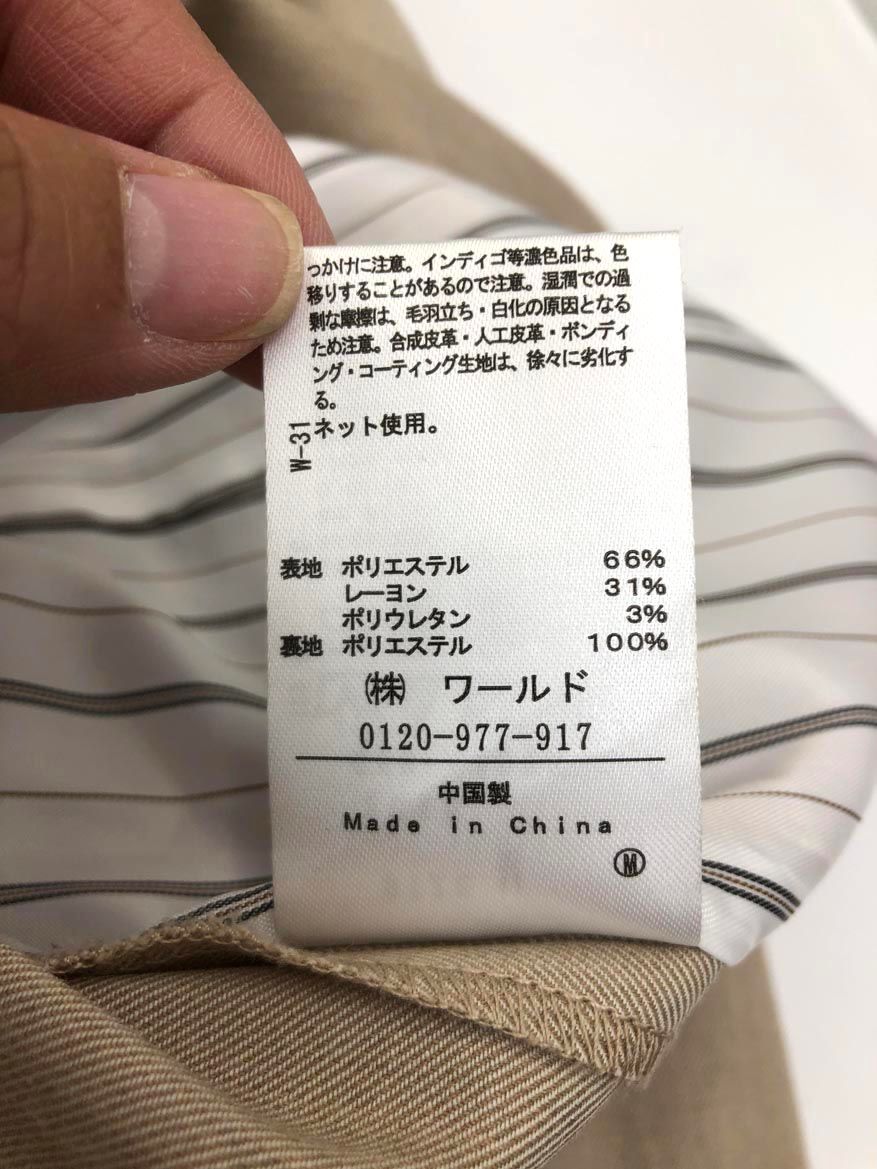 っかけに注意。インディゴ等濃色品は、色
移りすることがあるので注意。湿潤での過
剰な摩擦は、毛羽立ち・白化の原因となる
ため注意。合成皮革・人工皮革・ボンディ
ング・コーティング生地は、徐々に劣化す
る。
ネット使用。
W-31
表地 ポリエステル 66%
レーヨン 31%
ポリウレタン 3%
裏地 ポリエステル 100%
㈱ ワールド
0120-977-917
中国製
Made in China
Ⓜ